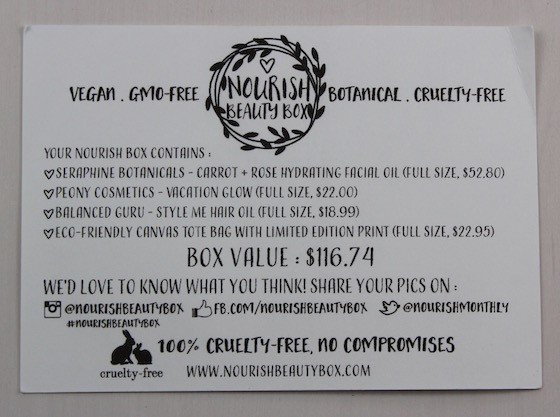 VEGAN . GMO-FREE
NOURISH
BEAUTY BOX
BOTANICAL . CRUELTY-FREE
YOUR NOURISH BOX CONTAINS :
SERAPHINE BOTANICALS - CARROT + ROSE HYDRATING FACIAL OIL (FULL SIZE, $52.80)
PEONY COSMETICS - VACATION GLOW (FULL SIZE, $22.00)
BALANCED GURU - STYLE ME HAIR OIL (FULL SIZE, $18.99)
ECO-FRIENDLY CANVAS TOTE BAG WITH LIMITED EDITION PRINT (FULL SIZE, $22.95)
BOX VALUE : $116.74
WE'D LOVE TO KNOW WHAT YOU THINK! SHARE YOUR PICS ON :
@NOURISHBEAUTYBOX FB.COM/NOURISHBEAUTYBOX @NOURISHMONTHLY
#NOURISHBEAUTYBOX
100% CRUELTY-FREE, NO COMPROMISES
cruelty-free WWW.NOURISHBEAUTYBOX.COM